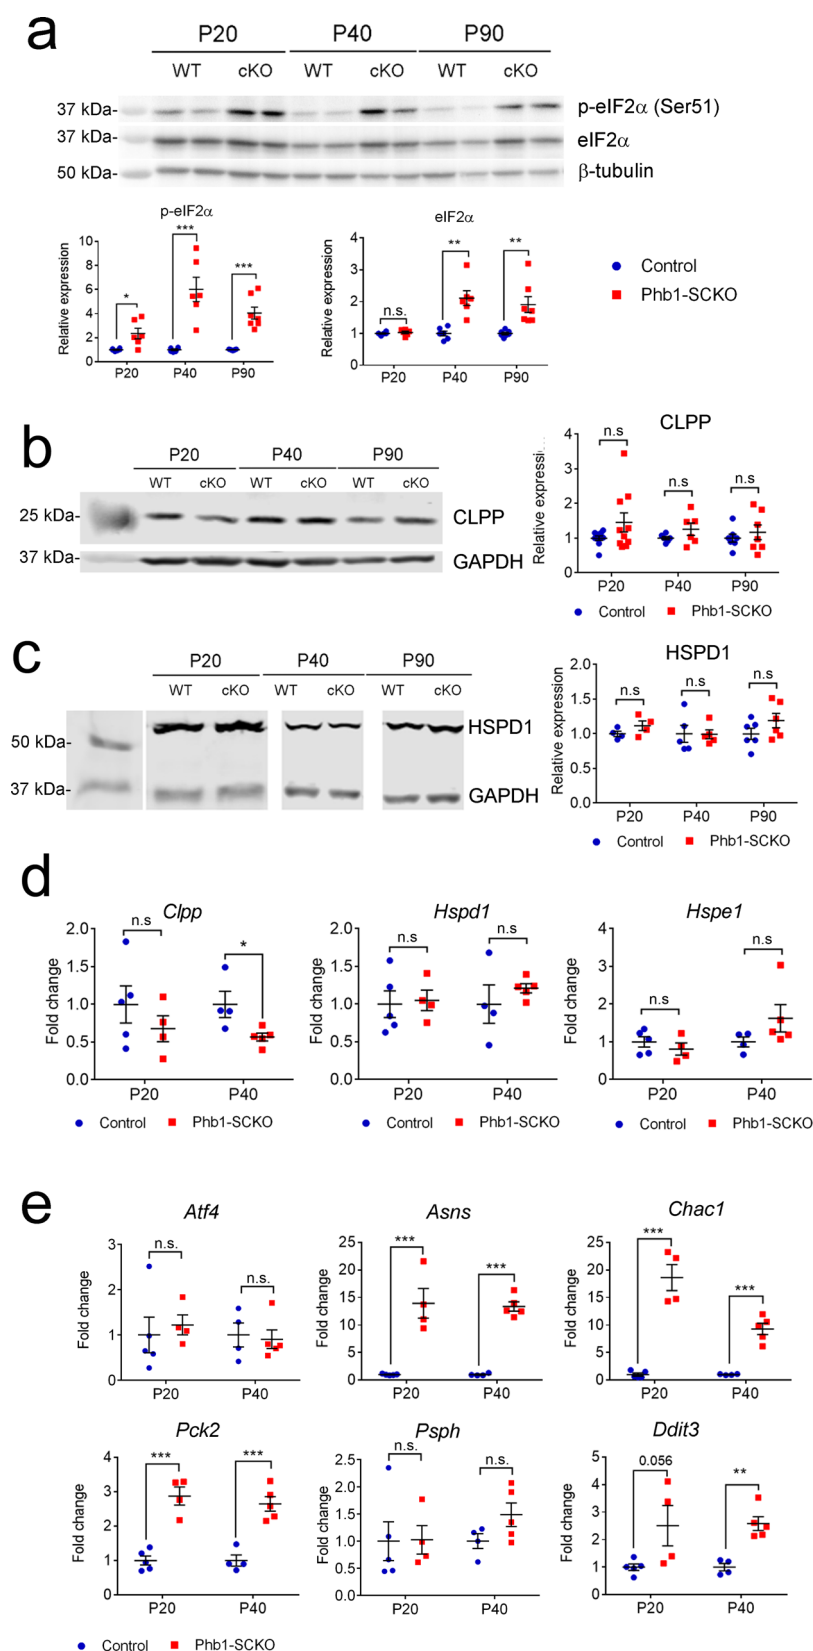 a
P20 P40 P90
WT cKO WT cKO WT cKO
37 kDa- p-eIF2α (Ser51)
37 kDa- eIF2α
50 kDa- β-tubulin
p-eIF2α
Relative expression
10
8
6
4
2
0
* *** ***
P20 P40 P90
eIF2α
Relative expression
4
3
2
1
0
n.s. ** **
P20 P40 P90
Control
Phb1-SCKO
b
P20 P40 P90
WT cKO WT cKO WT cKO
25 kDa- CLPP
37 kDa- GAPDH
CLPP
Relative expressi
4
3
2
1
0
n.s n.s n.s
P20 P40 P90
Control Phb1-SCKO
c
P20 P40 P90
WT cKO WT cKO WT cKO
HSPD1
50 kDa-
37 kDa- GAPDH
HSPD1
Relative expression
2.0
1.5
1.0
0.5
0.0
n.s n.s n.s
P20 P40 P90
Control Phb1-SCKO
d
Clpp
Fold change
2.0
1.5
1.0
0.5
0.0
n.s *
P20 P40
Control Phb1-SCKO
Hspd1
Fold change
2.0
1.5
1.0
0.5
0.0
n.s n.s
P20 P40
Control Phb1-SCKO
Hspe1
Fold change
4
3
2
1
0
n.s n.s
P20 P40
Control Phb1-SCKO
e
Atf4
Fold change
3
2
1
0
n.s. n.s.
P20 P40
Asns
Fold change
25
20
15
10
5
0
*** ***
P20 P40
Chac1
Fold change
25
20
15
10
5
0
*** ***
P20 P40
Pck2
Fold change
4
3
2
1
0
*** ***
P20 P40
Psph
Fold change
2.5
2.0
1.5
1.0
0.5
0.0
n.s. n.s.
P20 P40
Ddit3
Fold change
5
4
3
2
1
0
0.056 **
P20 P40
Control Phb1-SCKO